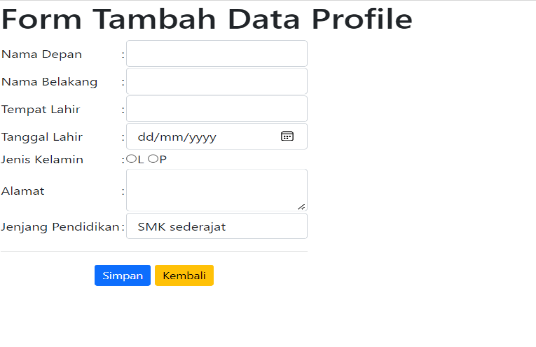 Form Tambah Data Profile
Nama Depan :
Nama Belakang :
Tempat Lahir :
Tanggal Lahir : dd/mm/yyyy
Jenis Kelamin : L P
Alamat :
Jenjang Pendidikan : SMK sederajat
Simpan Kembali